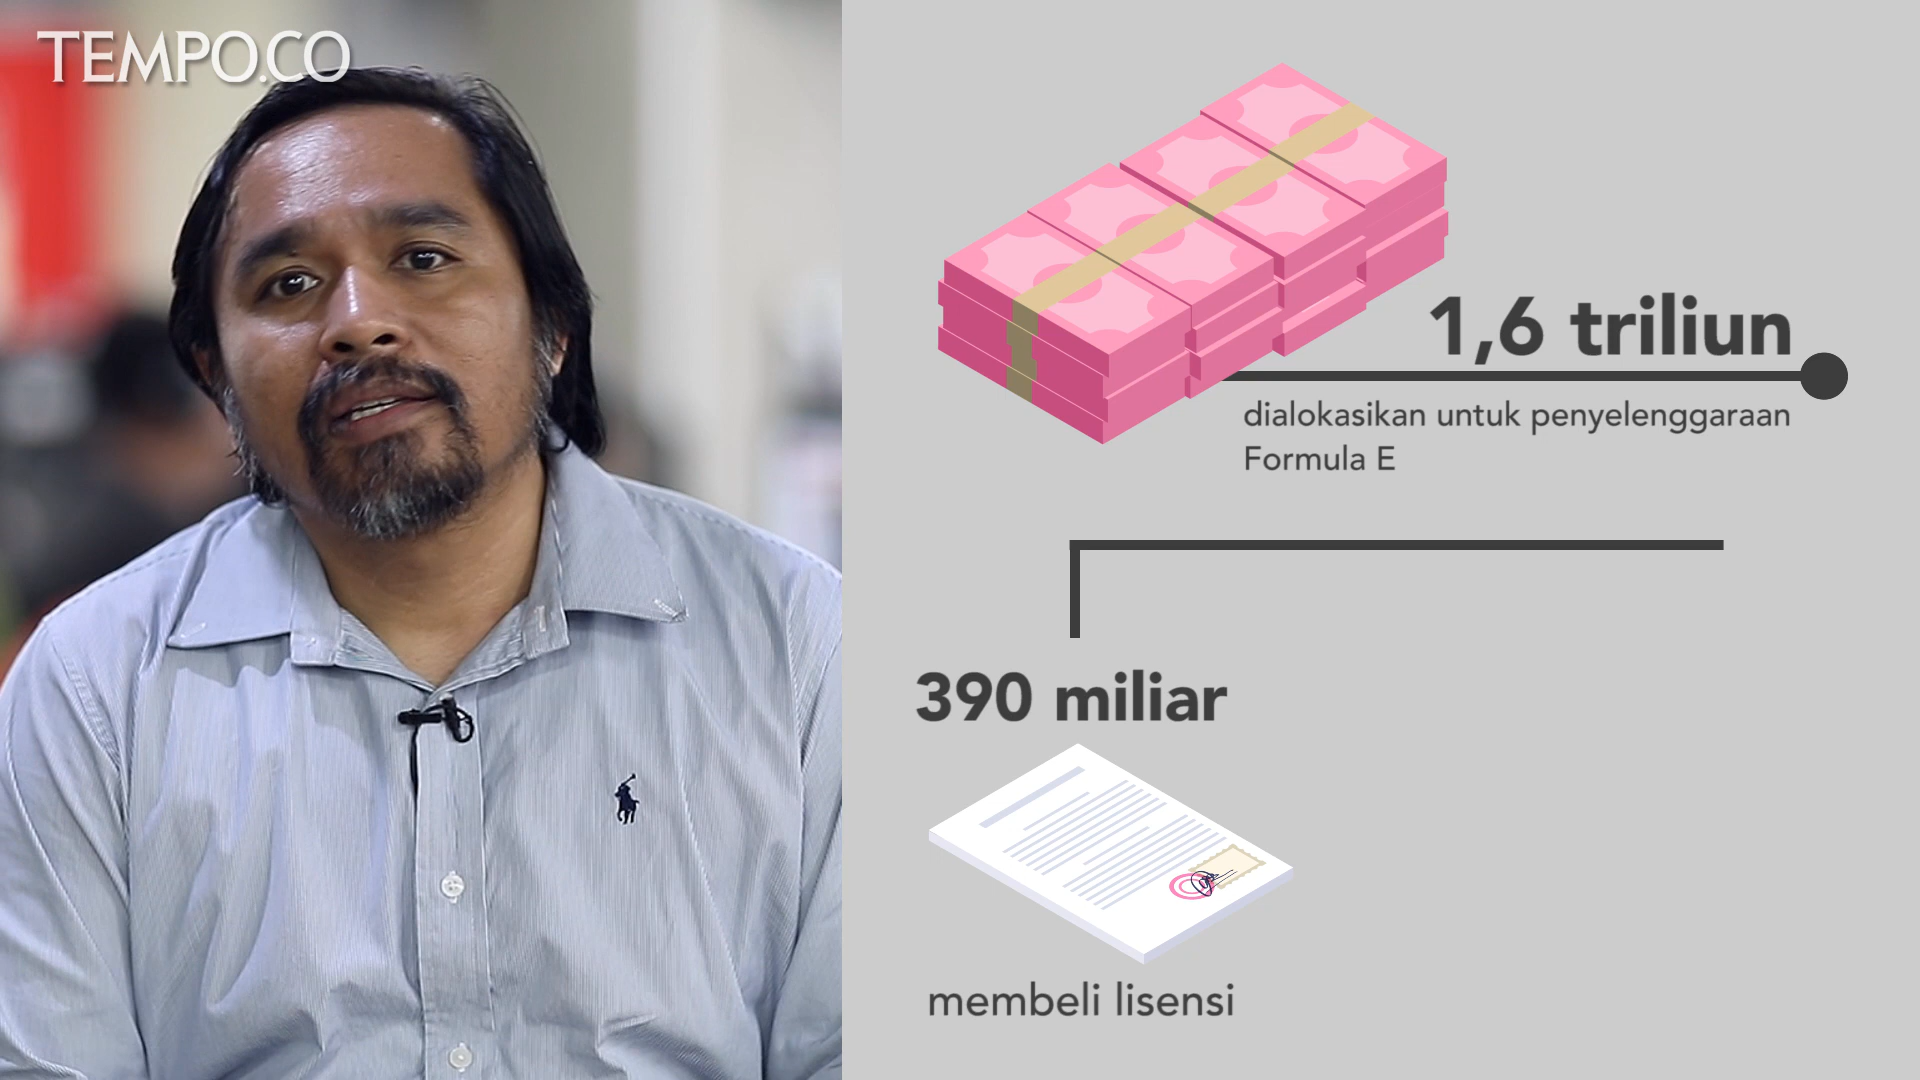 TEMPO.CO
1,6 triliun
dialokasikan untuk penyelenggaraan
Formula E
390 miliar
membeli lisensi